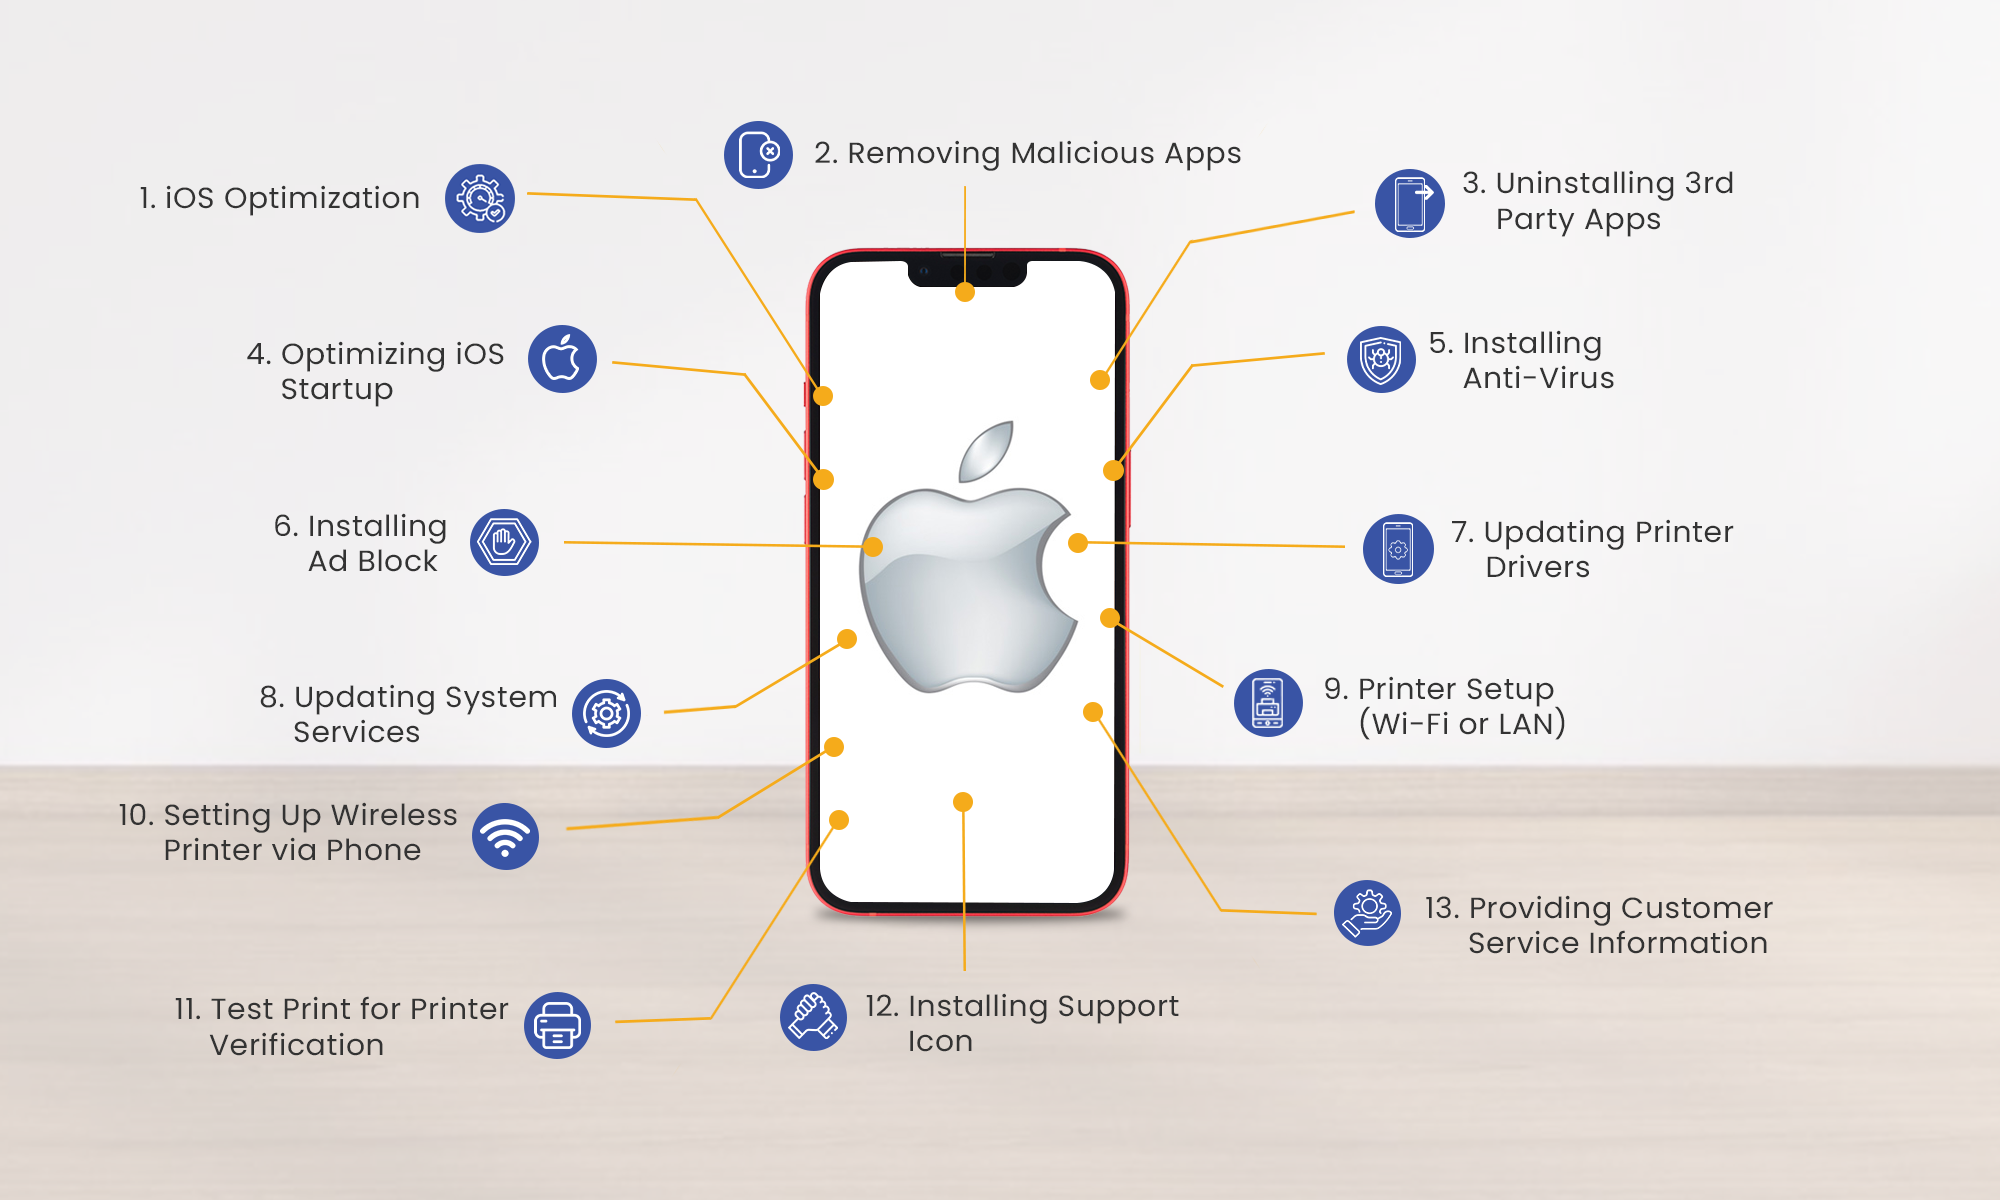 1. iOS Optimization
2. Removing Malicious Apps
3. Uninstalling 3rd
Party Apps
4. Optimizing iOS
Startup
5. Installing
Anti-Virus
6. Installing
Ad Block
7. Updating Printer
Drivers
8. Updating System
Services
9. Printer Setup
(Wi-Fi or LAN)
10. Setting Up Wireless
Printer via Phone
11. Test Print for Printer
Verification
12. Installing Support
Icon
13. Providing Customer
Service Information